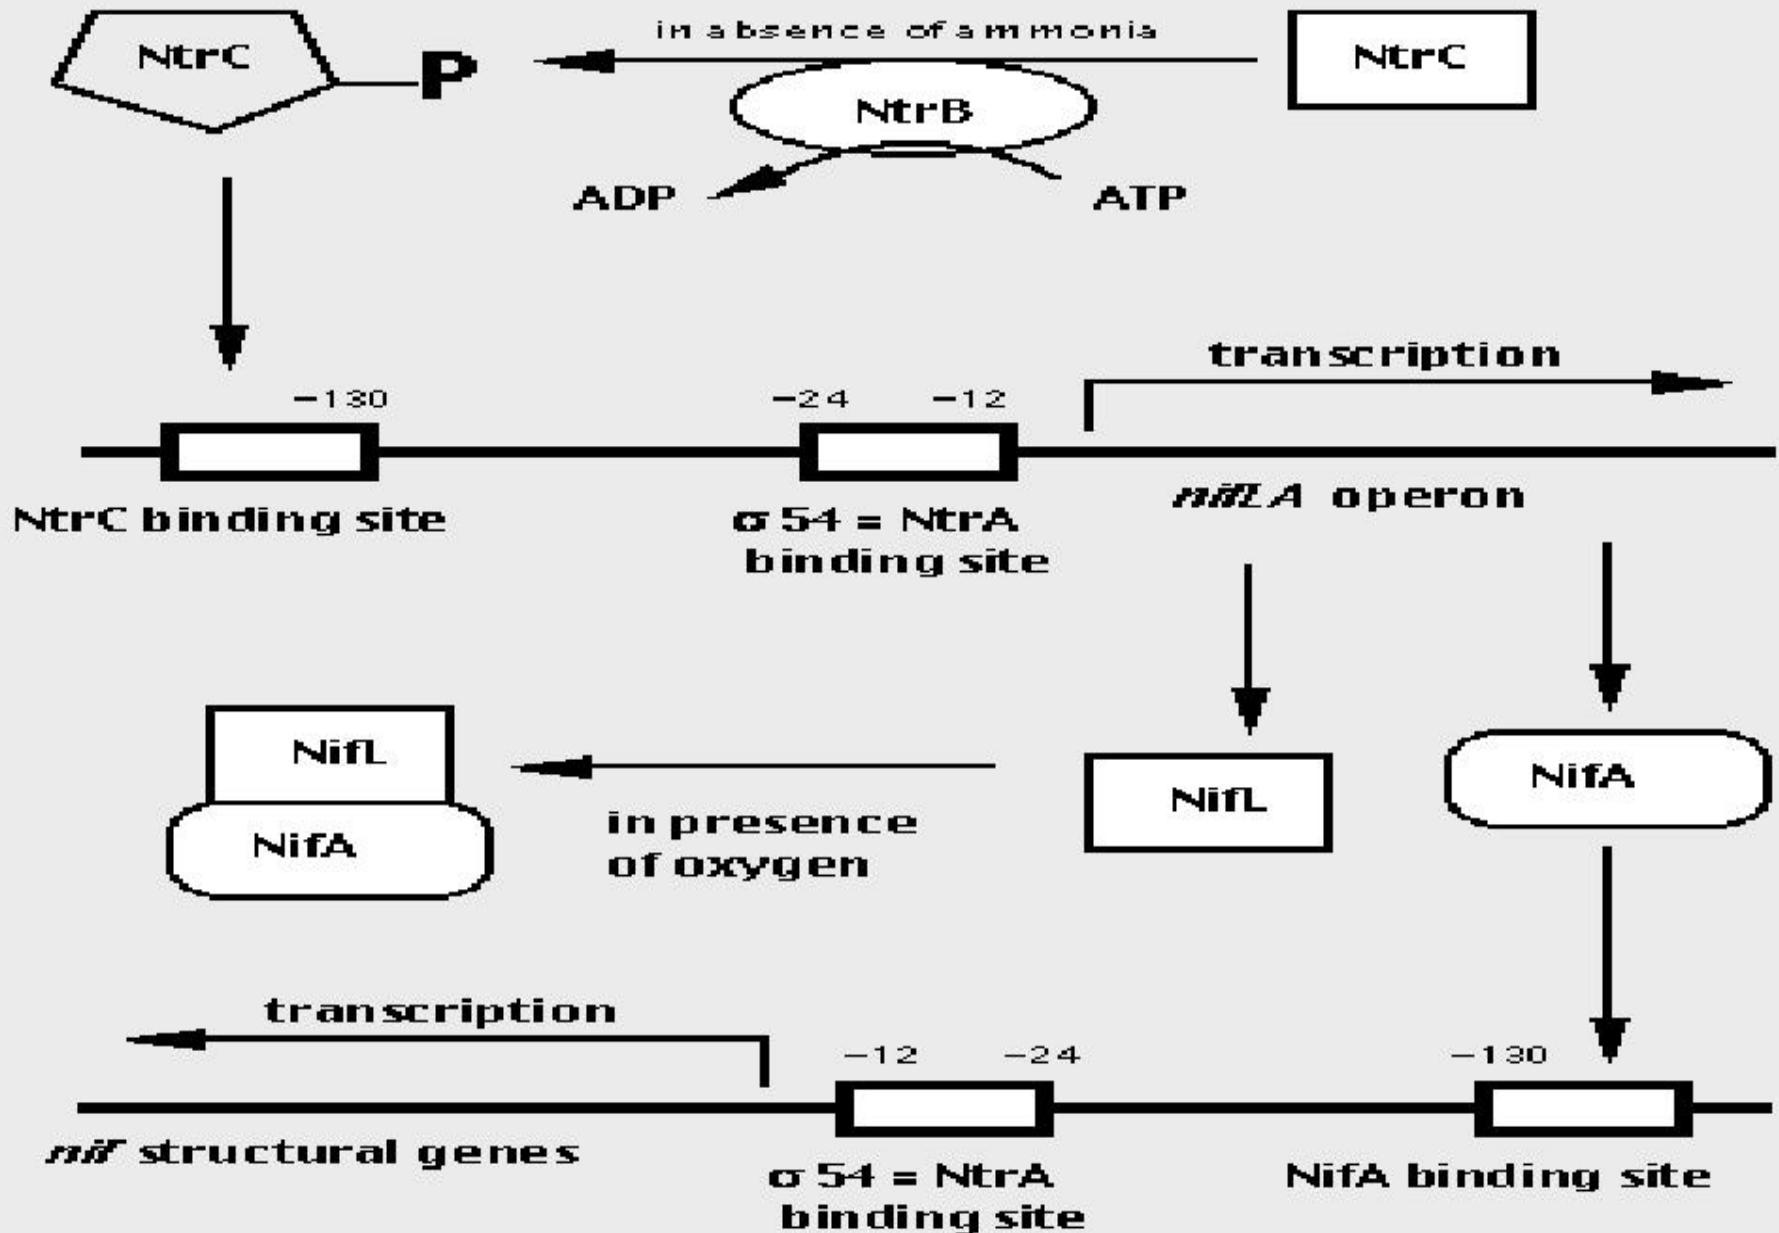 NtrC
P
in absence of ammonia
NtrC
NtrB
ADP
ATP
transcription
-130
-24
-12
NtrC binding site
σ 54 = NtrA
binding site
nifLA operon
NifL
NifA
in presence
of oxygen
NifL
NifA
transcription
-12
-24
-130
nif structural genes
σ 54 = NtrA
binding site
NifA binding site